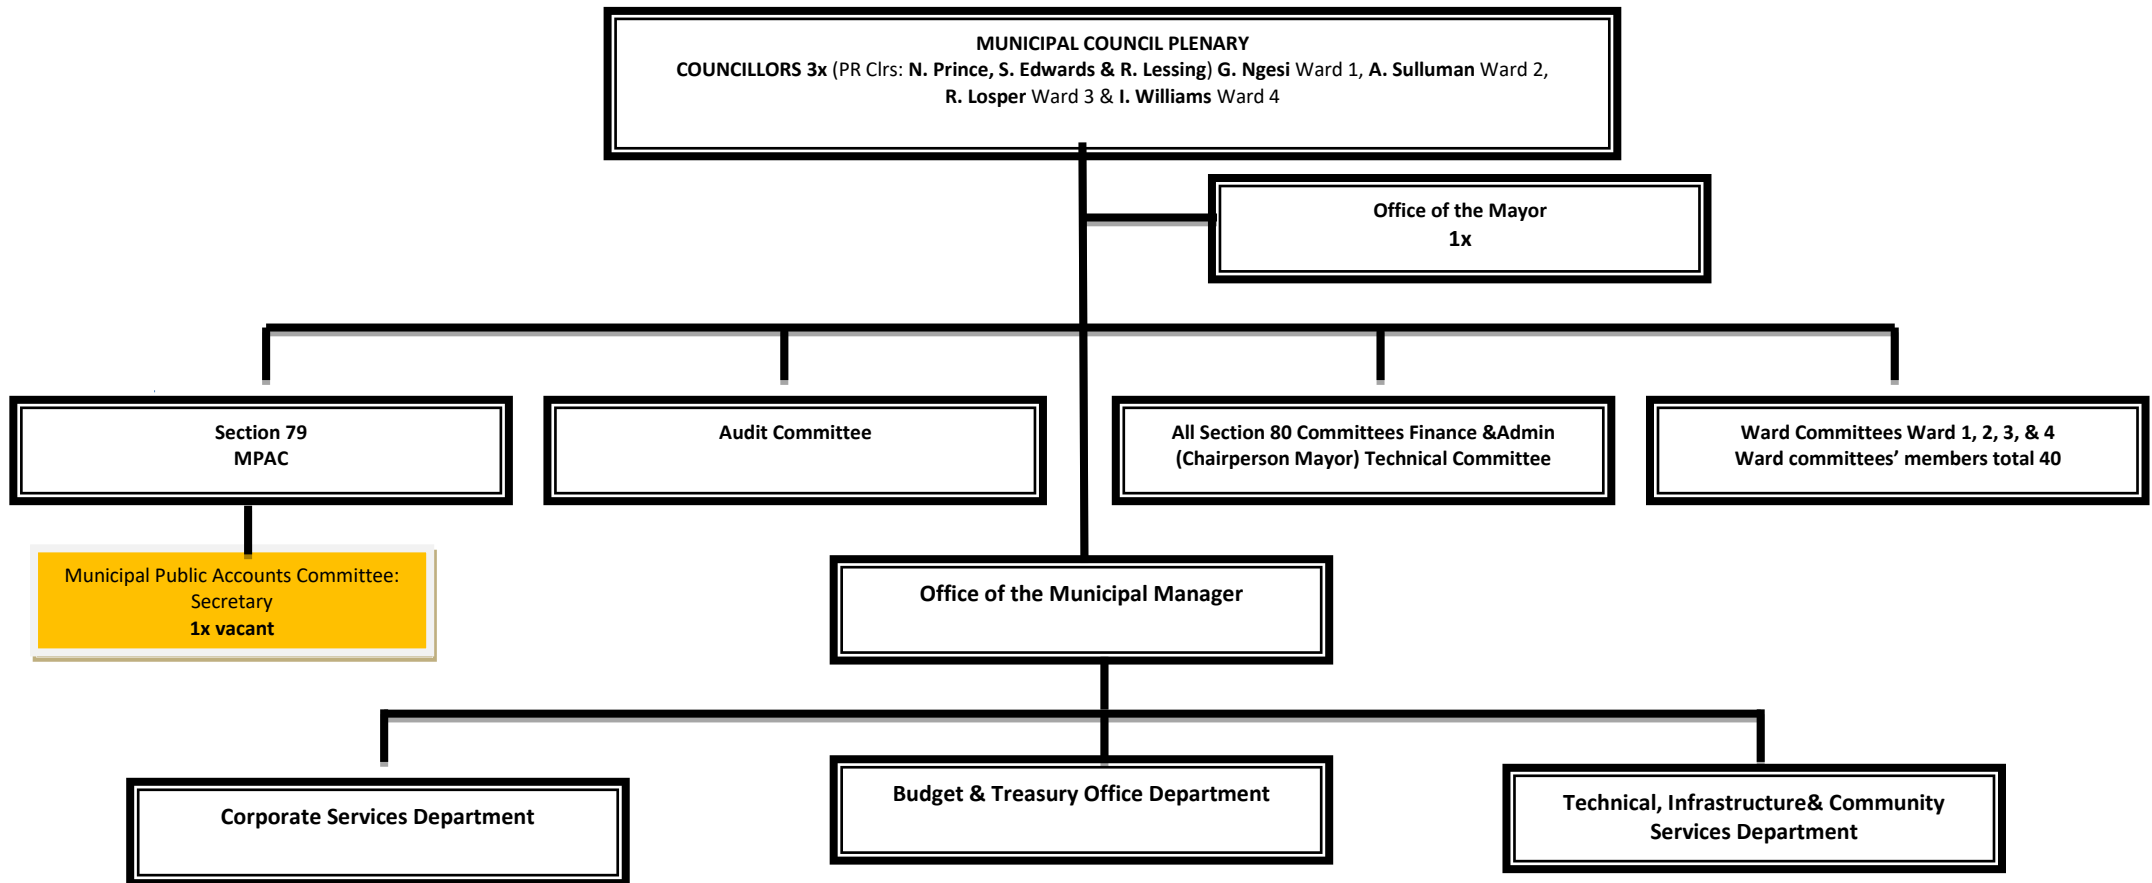 MUNICIPAL COUNCIL PLENARY
COUNCILLORS 3x (PR Clrs: N. Prince, S. Edwards & R. Lessing) G. Ngesi Ward 1, A. Sulluman Ward 2,
R. Losper Ward 3 & I. Williams Ward 4
Office of the Mayor
1x
Section 79
MPAC
Audit Committee
All Section 80 Committees Finance &Admin
(Chairperson Mayor) Technical Committee
Ward Committees Ward 1, 2, 3, & 4
Ward committees’ members total 40
Municipal Public Accounts Committee:
Secretary
1x vacant
Office of the Municipal Manager
Corporate Services Department
Budget & Treasury Office Department
Technical, Infrastructure& Community
Services Department